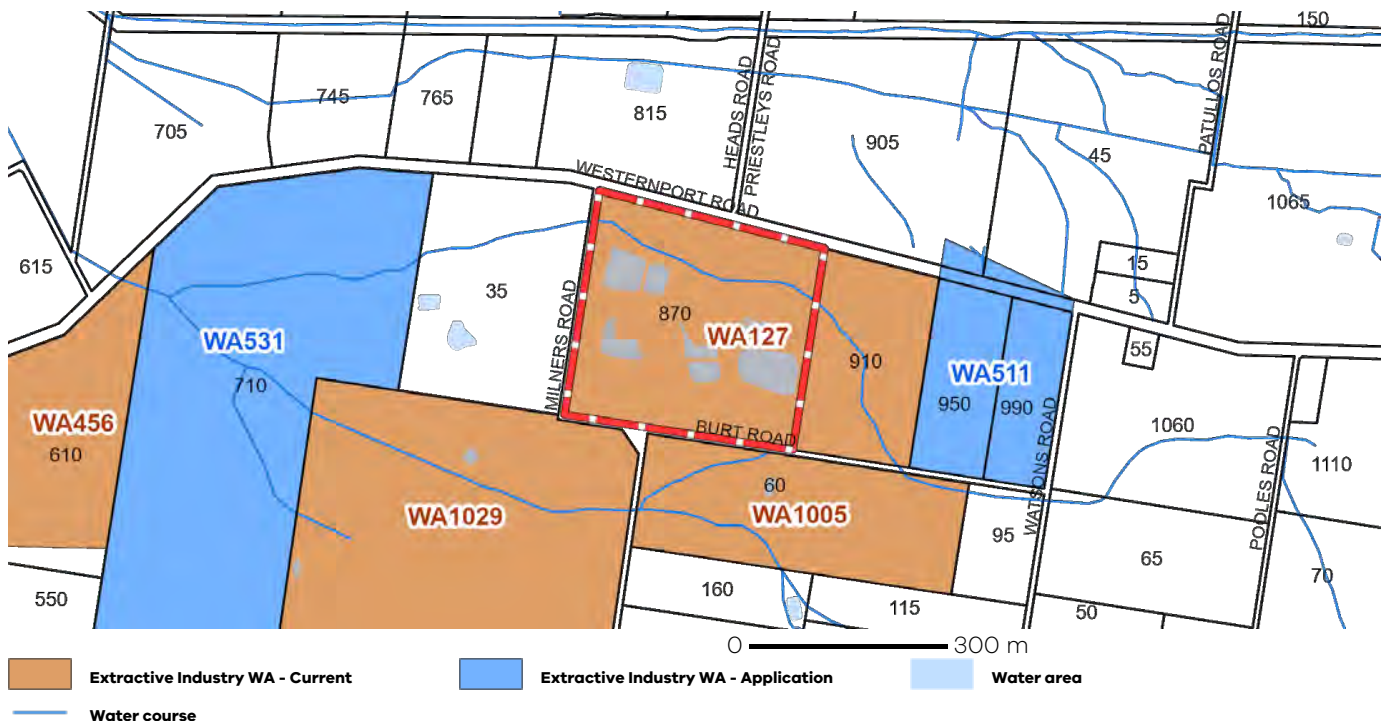 150
PATULLOS ROAD
HEADS ROAD
PRIESTLEYS ROAD
745
765
815
705
905
45
WESTERNPORT ROAD
1065
615
15
35
5
870
WA127
WA531
MILNERS ROAD
910
55
WA511
710
950
990
WA456
610
BURT ROAD
WATSONS ROAD
1060
PODLES ROAD
1110
60
WA1029
WA1005
95
65
550
160
115
50
70
0 300 m
Extractive Industry WA - Current
Extractive Industry WA - Application
Water area
Water course